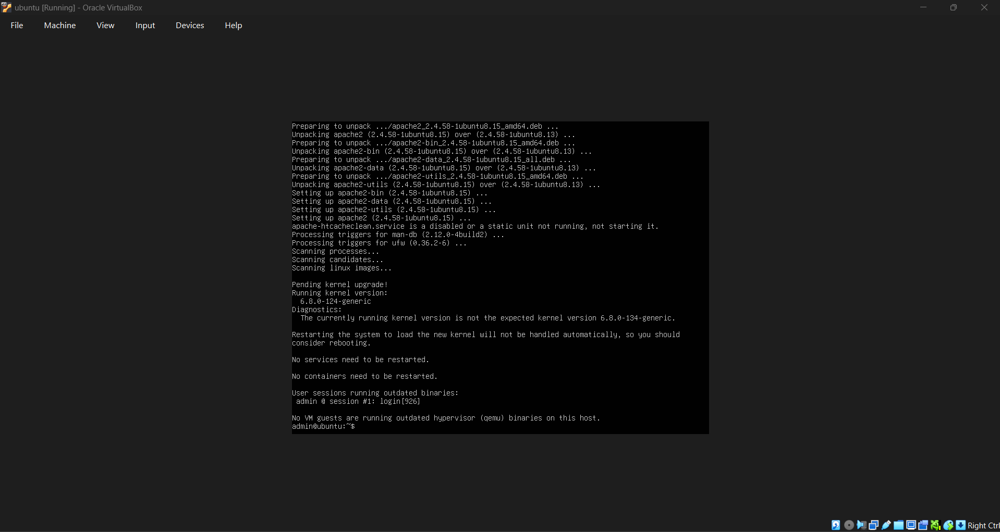 ubuntu [Running] - Oracle VirtualBox
File Machine View Input Devices Help
Preparing to unpack .../apache2_2.4.58-1ubuntu8.15_amd64.deb ...
Unpacking apache2 (2.4.58-1ubuntu8.15) over (2.4.58-1ubuntu8.13) ...
Preparing to unpack .../apache2-bin_2.4.58-1ubuntu8.15_amd64.deb ...
Unpacking apache2-bin (2.4.58-1ubuntu8.15) over (2.4.58-1ubuntu8.13) ...
Preparing to unpack .../apache2-data_2.4.58-1ubuntu8.15_all.deb ...
Unpacking apache2-data (2.4.58-1ubuntu8.15) over (2.4.58-1ubuntu8.13) ...
Preparing to unpack .../apache2-utils_2.4.58-1ubuntu8.15_amd64.deb ...
Unpacking apache2-utils (2.4.58-1ubuntu8.15) over (2.4.58-1ubuntu8.13) ...
Setting up apache2-bin (2.4.58-1ubuntu8.15) ...
Setting up apache2-data (2.4.58-1ubuntu8.15) ...
Setting up apache2-utils (2.4.58-1ubuntu8.15) ...
Setting up apache2 (2.4.58-1ubuntu8.15) ...
apache-htcacheclean.service is a disabled or a static unit not running, not starting it.
Processing triggers for man-db (2.12.0-4build2) ...
Processing triggers for ufw (0.36.2-6) ...
Scanning processes...
Scanning candidates...
Scanning linux images...
Pending kernel upgrade!
Running kernel version:
6.8.0-124-generic
Diagnostics:
The currently running kernel version is not the expected kernel version 6.8.0-134-generic.
Restarting the system to load the new kernel will not be handled automatically, so you should
consider rebooting.
No services need to be restarted.
No containers need to be restarted.
User sessions running outdated binaries:
admin @ session #1: login[926]
No VM guests are running outdated hypervisor (qemu) binaries on this host.
admin@ubuntu:~$
Right Ctrl